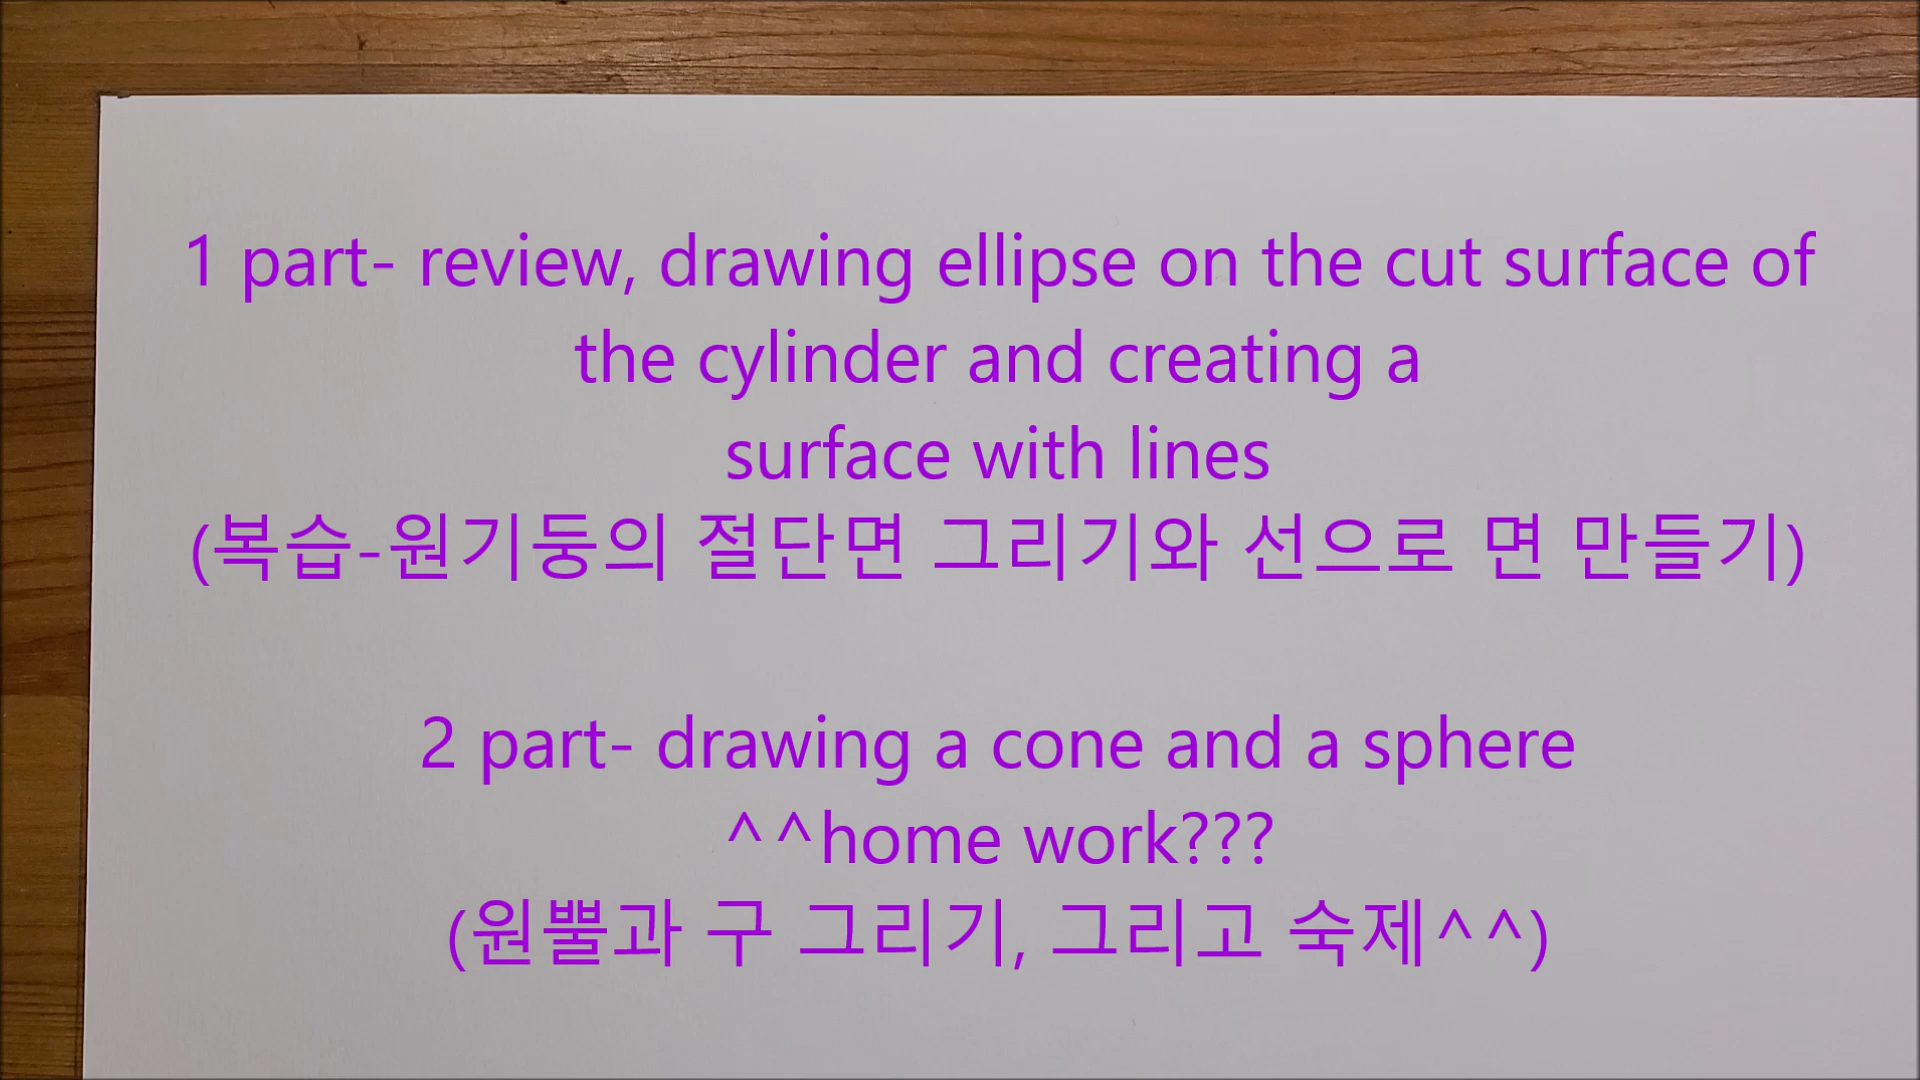 1 part- review, drawing ellipse on the cut surface of
the cylinder and creating a
surface with lines
(복습-원기둥의 절단면 그리기와 선으로 면 만들기)
2 part- drawing a cone and a sphere
^^home work???
(원뿔과 구 그리기, 그리고 숙제^^)